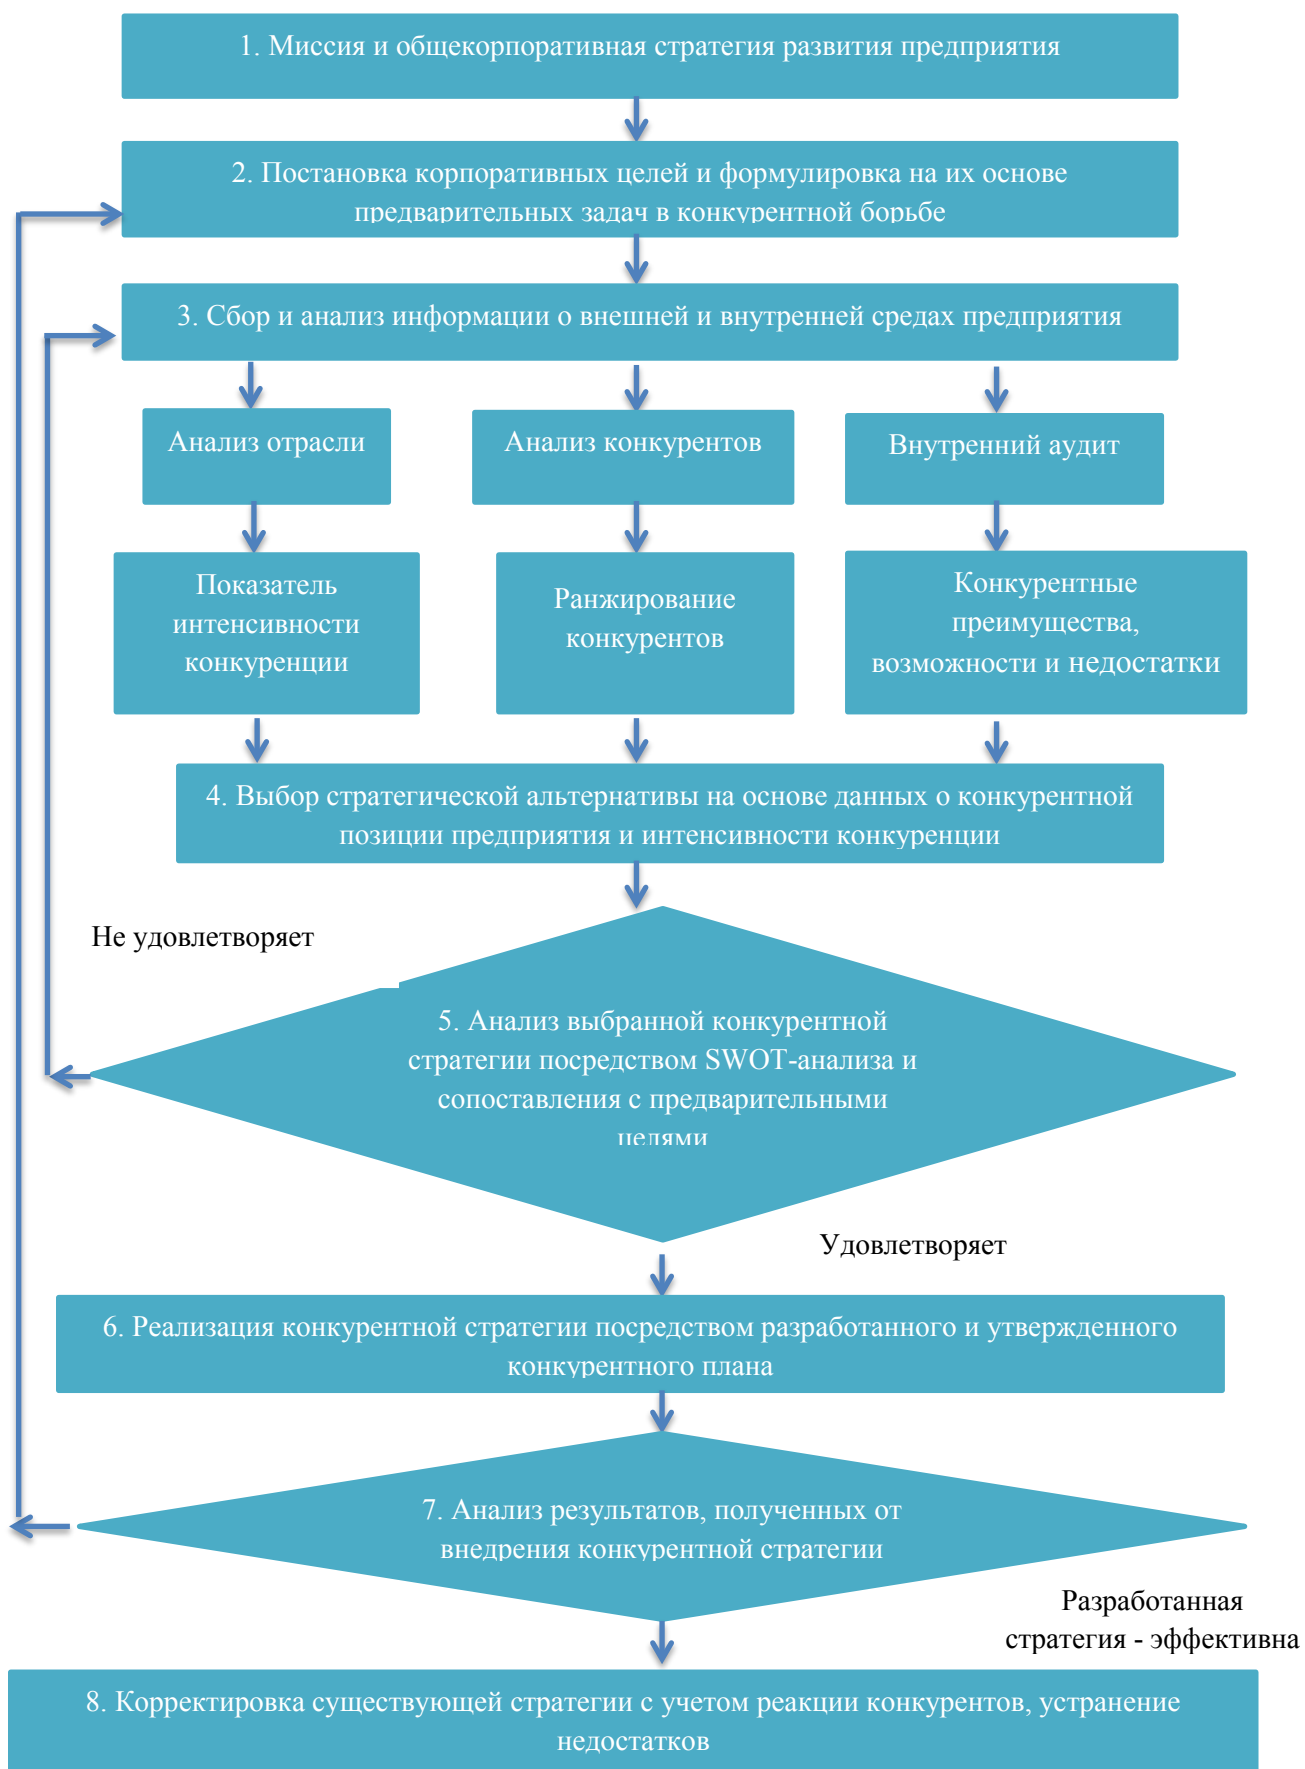 1. Миссия и общекорпоративная стратегия развития предприятия
2. Постановка корпоративных целей и формулировка на их основе
предварительных задач в конкурентной борьбе
3. Сбор и анализ информации о внешней и внутренней средах предприятия
Анализ отрасли
Анализ конкурентов
Внутренний аудит
Показатель
интенсивности
конкуренции
Ранжирование
конкурентов
Конкурентные
преимущества,
возможности и недостатки
4. Выбор стратегической альтернативы на основе данных о конкурентной
позиции предприятия и интенсивности конкуренции
Не удовлетворяет
5. Анализ выбранной конкурентной
стратегии посредством SWOT-анализа и
сопоставления с предварительными
целями
Удовлетворяет
6. Реализация конкурентной стратегии посредством разработанного и утвержденного
конкурентного плана
7. Анализ результатов, полученных от
внедрения конкурентной стратегии
Разработанная
стратегия - эффективна
8. Корректировка существующей стратегии с учетом реакции конкурентов, устранение
недостатков